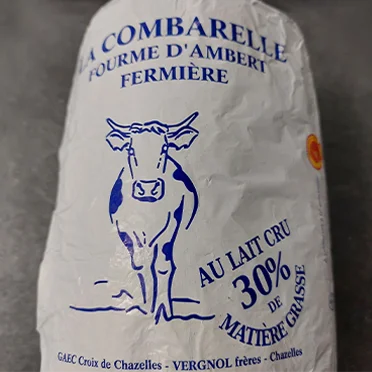 LA COMBARELLE
FOURME D'AMBERT
FERMIÈRE
AU LAIT CRU
30%
DE
MATIÈRE GRASSE
GAEC Croix de Chazelles - VERGNOL frères - Chazelles